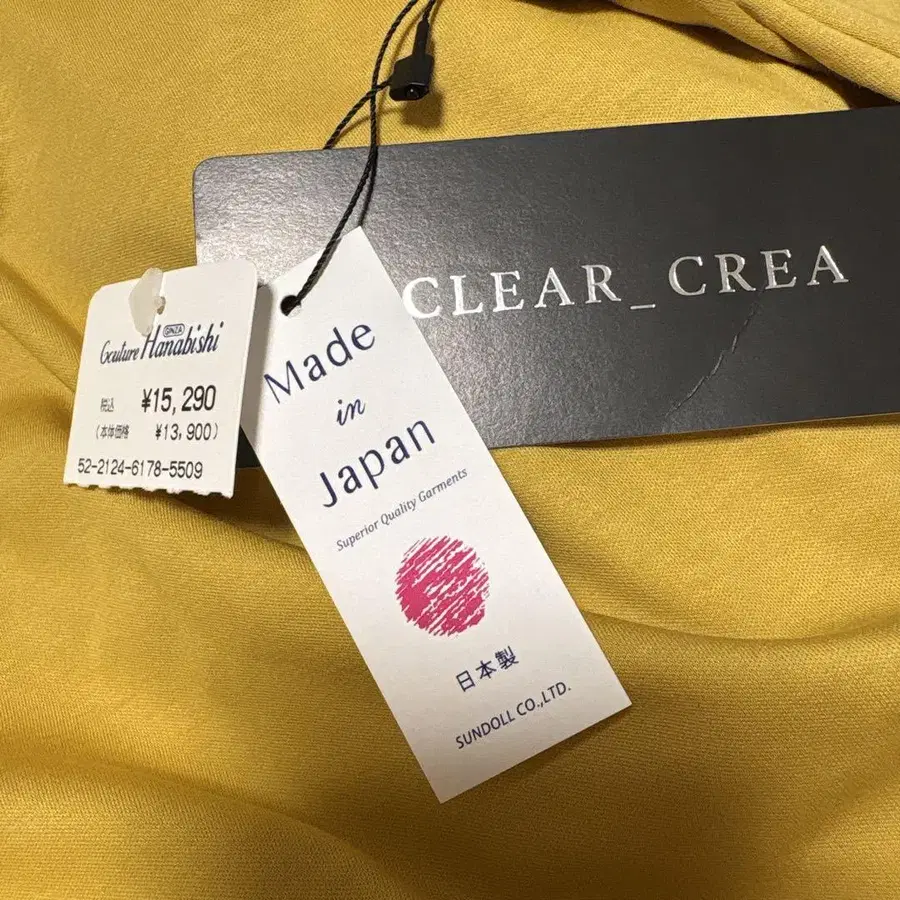 GINZA
Couture Hanabishi
税込 ¥15,290
(本体価格 ¥13,900)
52-2124-6178-5509
Made
in
Japan
Superior Quality Garments
日本製
SUNDOLL CO.,LTD.
CLEAR_CREA